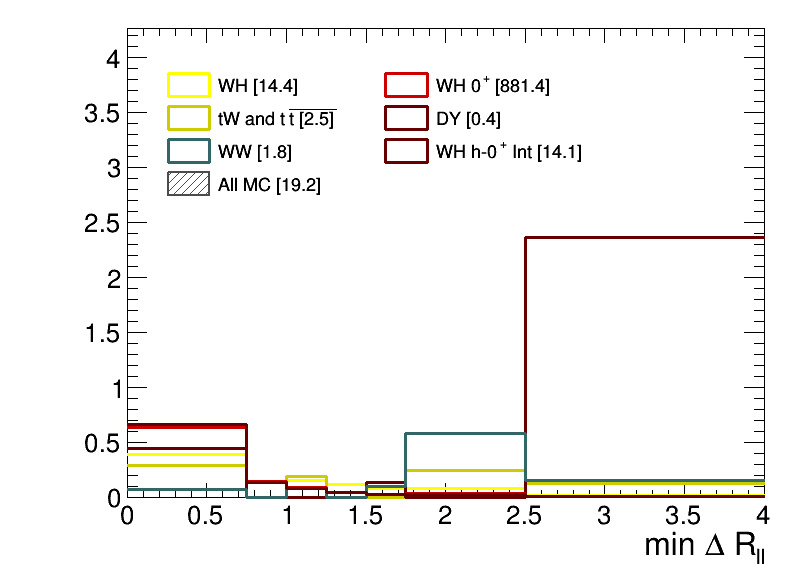 4
3.5
3
2.5
2
1.5
1
0.5
0
WH [14.4]
WH 0+ [881.4]
tW and t t [2.5]
DY [0.4]
WW [1.8]
WH h-0+ Int [14.1]
All MC [19.2]
0 0.5 1 1.5 2 2.5 3 3.5 4
min Δ R_ll